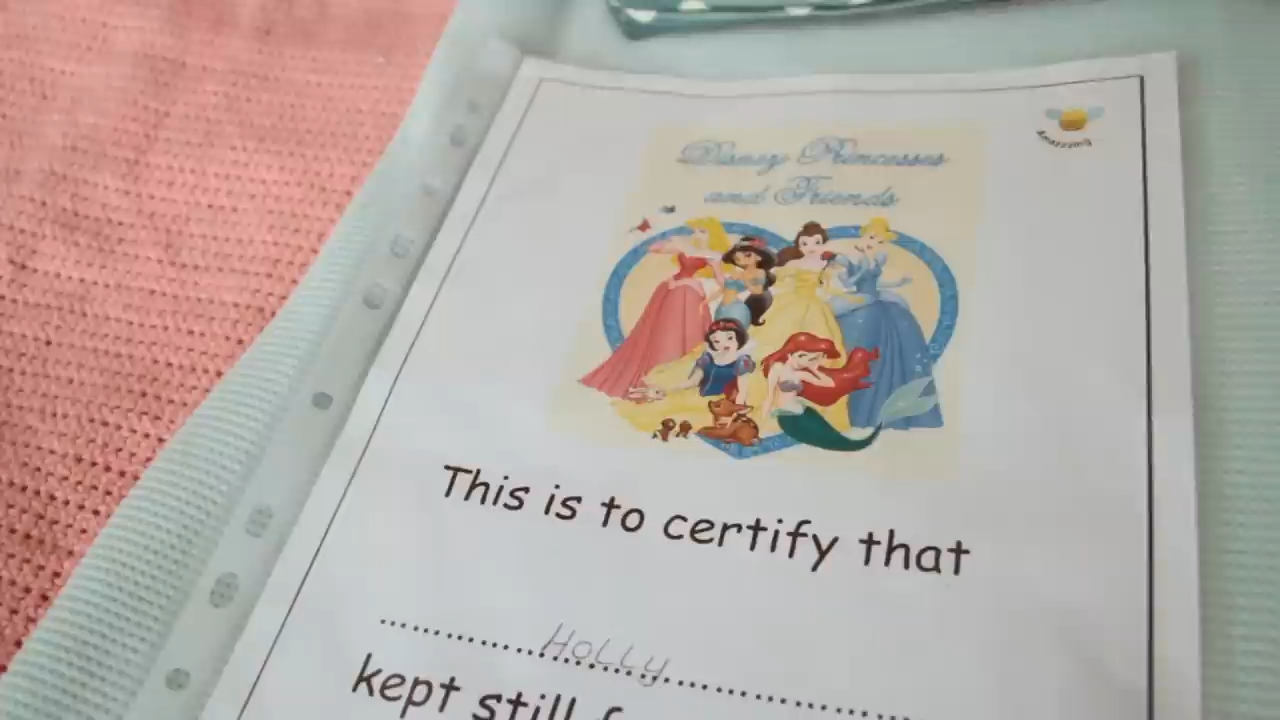 Disney Princesses
and Friends
This is to certify that
HOLLY
kept still